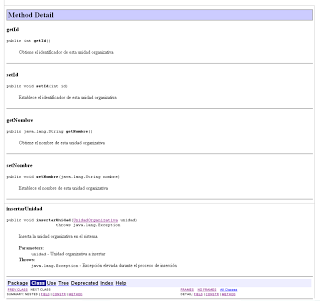 Method Detail
getId
public int getId()
Obtiene el identificador de esta unidad organizativa
setId
public void setId(int id)
Establece el identificador de esta unidad organizativa
getNombre
public java.lang.String getNombre()
Obtiene el nombre de esta unidad organizativa
setNombre
public void setNombre(java.lang.String nombre)
Establece el nombre de esta unidad organizativa
insertarUnidad
public void insertarUnidad(UnidadOrganizativa unidad)
throws java.lang.Exception
Inserta la unidad organizativa en el sistema
Parameters:
unidad - Unidad organizativa a insertar
Throws:
java.lang.Exception - Excepción elevada durante el proceso de inserción
Package Class Use Tree Deprecated Index Help
PREV CLASS NEXT CLASS FRAMES NO FRAMES All Classes
SUMMARY: NESTED | FIELD | CONSTR | METHOD DETAIL: FIELD | CONSTR | METHOD